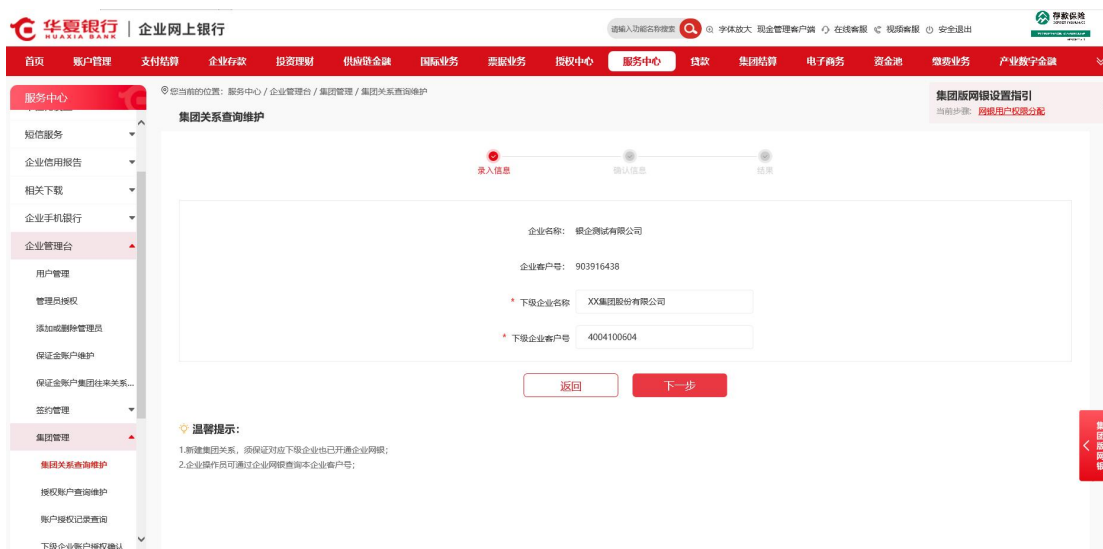 华夏银行 | 企业网上银行
HUAXIA BANK
请输入功能名称搜索
字体放大 现金管理客户端 在线客服 视频客服 安全退出
存款保险
首页 账户管理 支付结算 企业存款 投资理财 供应链金融 国际业务 票据业务 授权中心 服务中心 贷款 集团结算 电子商务 资金池 缴费业务 产业数字金融
服务中心
短信服务
企业信用报告
相关下载
企业手机银行
企业管理台
用户管理
管理员授权
添加或删除管理员
保证金账户维护
保证金账户集团往来关系...
签约管理
集团管理
集团关系查询维护
授权账户查询维护
账户授权记录查询
下级企业账户授权确认
您当前的位置: 服务中心 / 企业管理台 / 集团管理 / 集团关系查询维护
集团关系查询维护
集团版网银设置指引
当前步骤: 网银用户权限分配
录入信息
确认信息
结果
企业名称: 银企测试有限公司
企业客户号: 903916438
* 下级企业名称 XX集团股份有限公司
* 下级企业客户号 4004100604
返回
下一步
温馨提示:
1.新建集团关系，须保证对应下级企业也已开通企业网银;
2.企业操作员可通过企业网银查询本企业客户号;
集团版网银